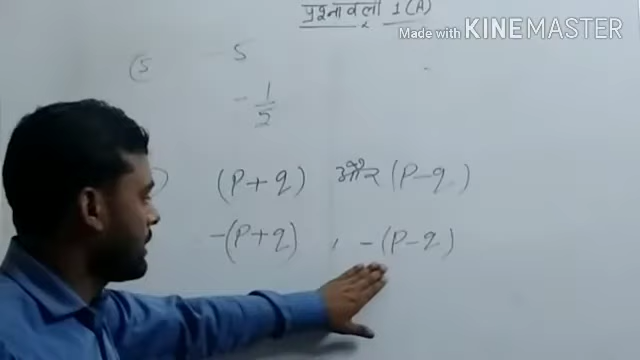 प्रश्नावली 1(A)
Made with KINEMASTER
(5 - 5
- 1/5
) (P+q) और (P-q)
-(P+q) , -(P-q)